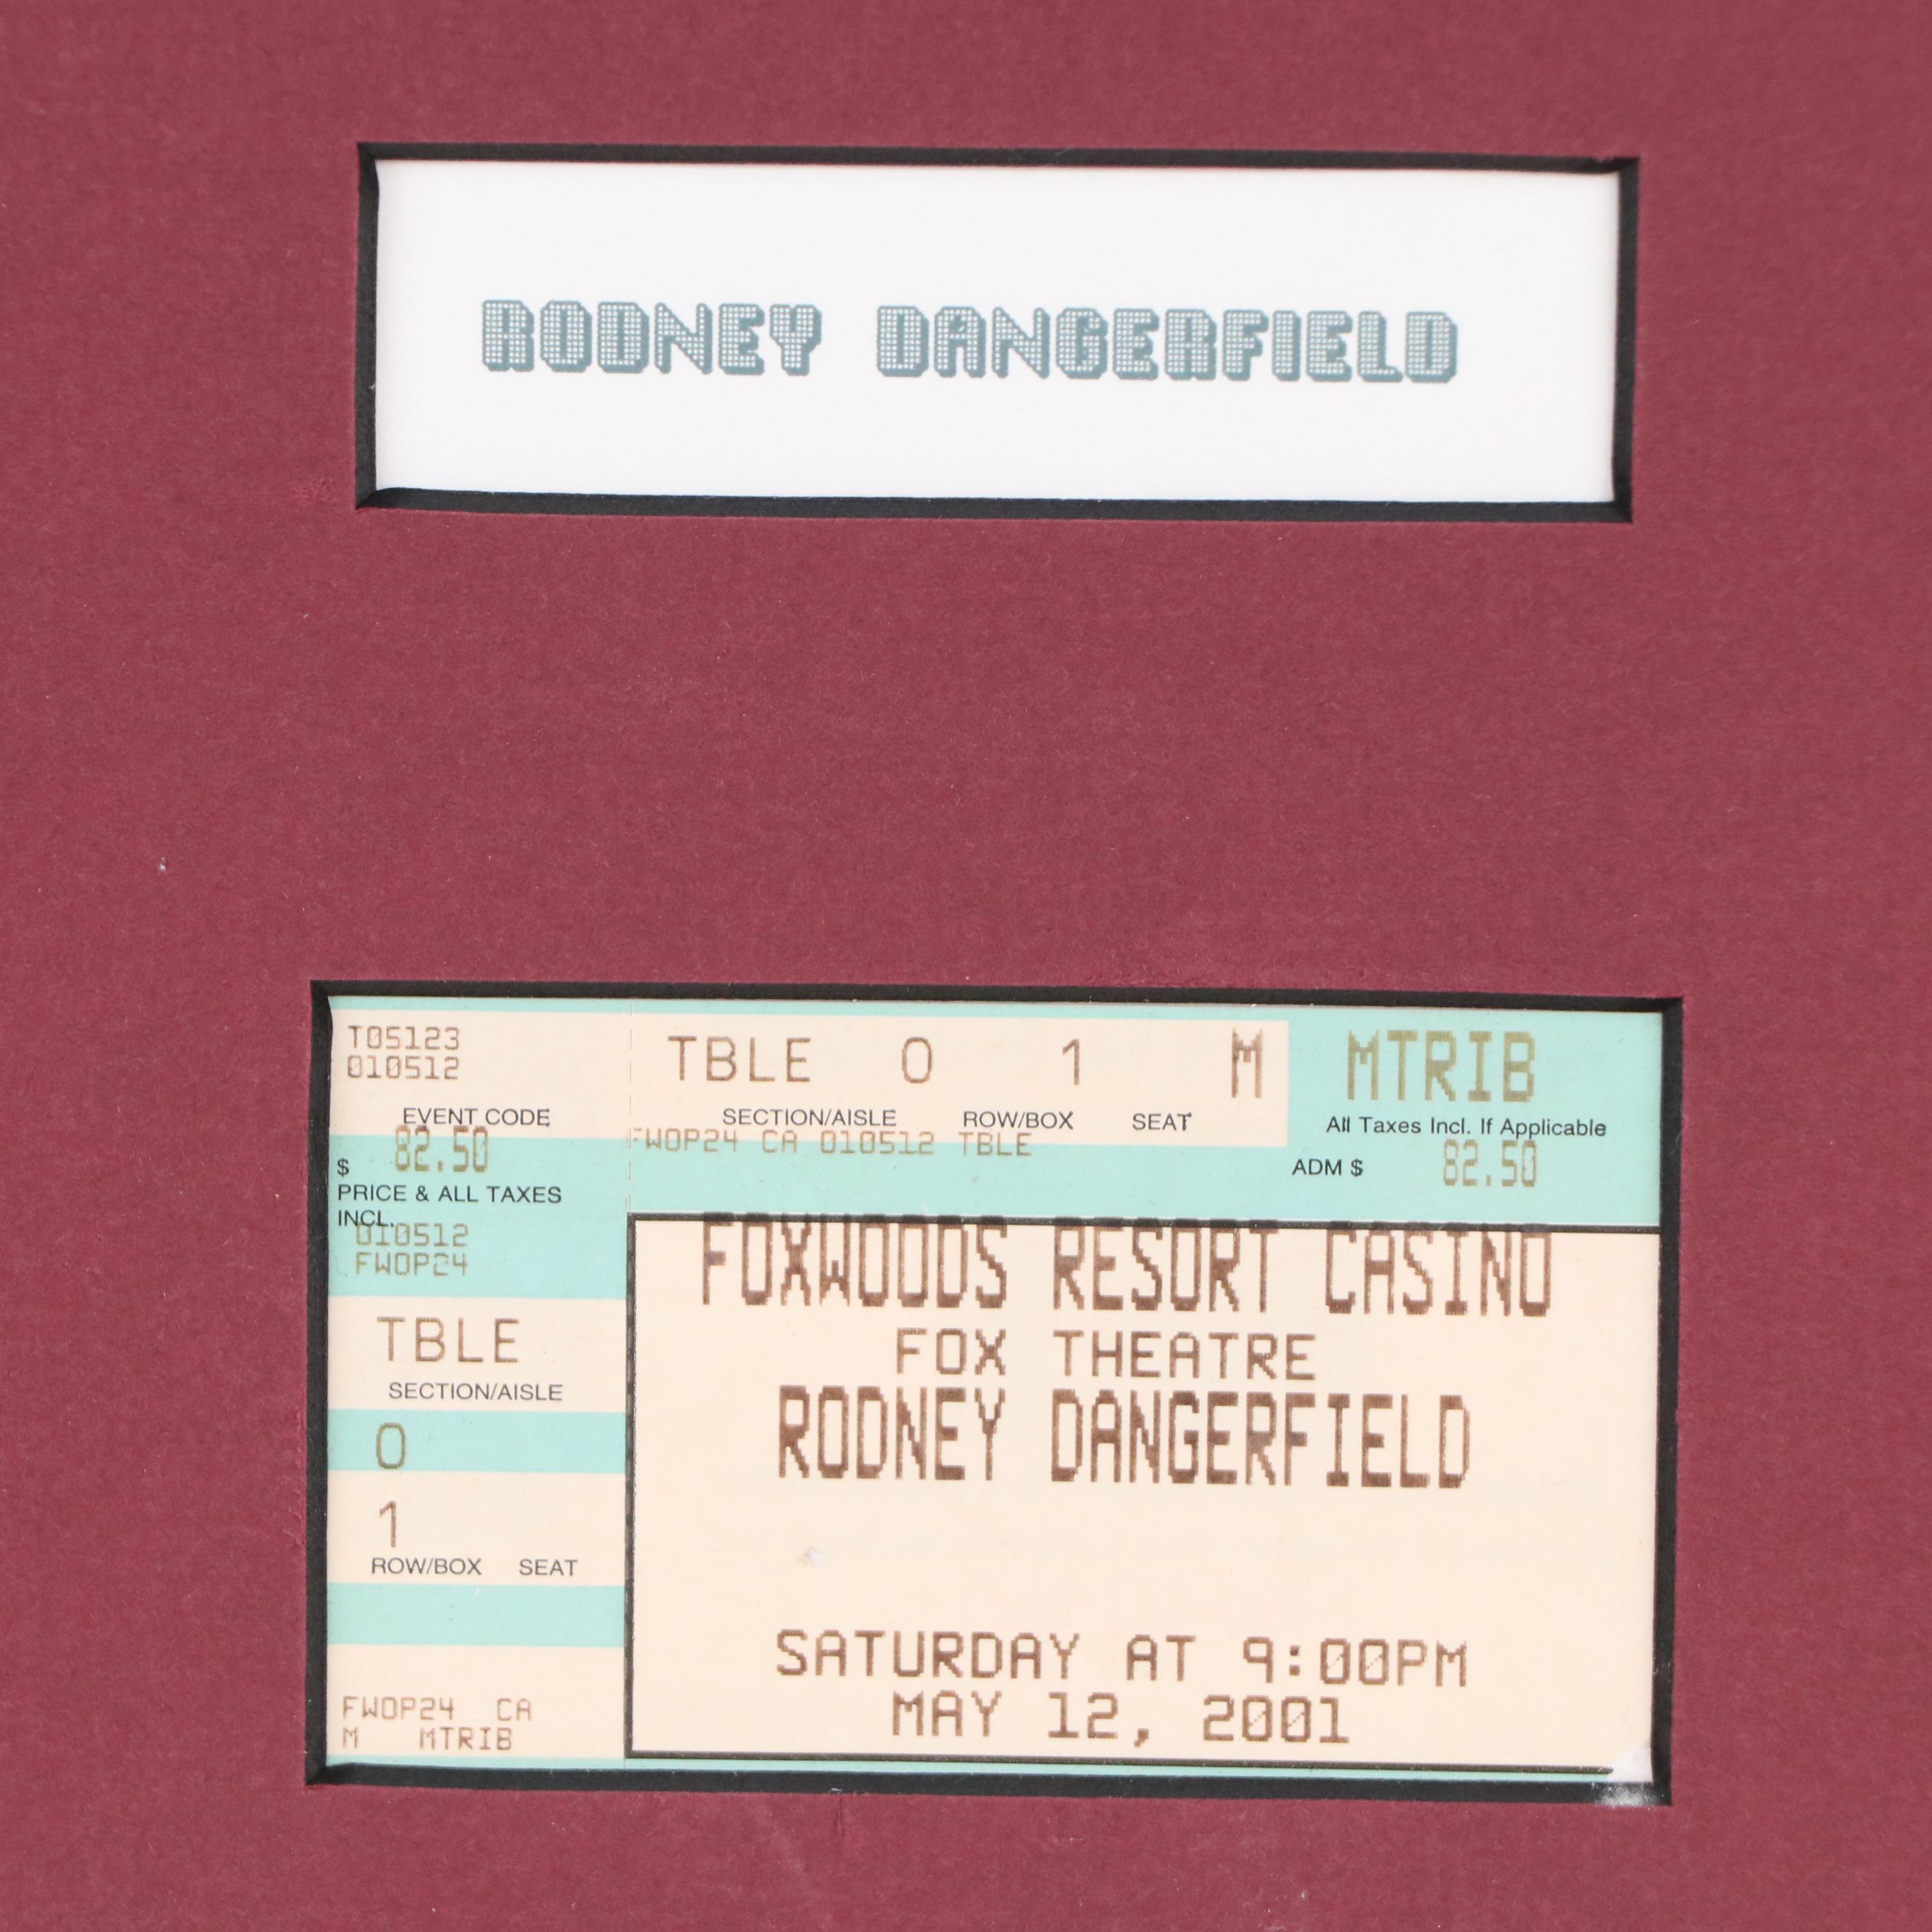 RODNEY DANGERFIELD
T05123
010512
EVENT CODE
$ 82.50
PRICE & ALL TAXES
INCL.
010512
FWOP24
TBLE
SECTION/AISLE
0
1
ROW/BOX SEAT
FWOP24 CA
M MTRIB
TBLE 0 1 M
SECTION/AISLE ROW/BOX SEAT
FWOP24 CA 010512 TBLE
MTRIB
All Taxes Incl. If Applicable
ADM $ 82.50
FOXWOODS RESORT CASINO
FOX THEATRE
RODNEY DANGERFIELD
SATURDAY AT 9:00PM
MAY 12, 2001